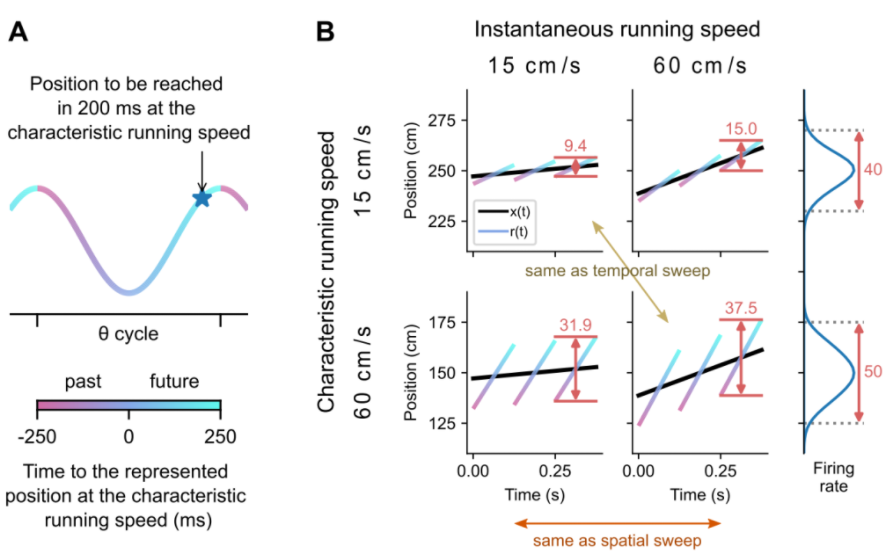 A
Position to be reached
in 200 ms at the
characteristic running speed
θ cycle
past future
-250 0 250
Time to the represented
position at the characteristic
running speed (ms)
B
Instantaneous running speed
15 cm/s 60 cm/s
Characteristic running speed
15 cm/s
60 cm/s
Position (cm)
275
250
225
9.4
x(t)
r(t)
15.0
40
same as temporal sweep
Position (cm)
175
150
125
31.9
37.5
50
0.00 0.25 0.00 0.25
Time (s) Time (s)
Firing
rate
same as spatial sweep